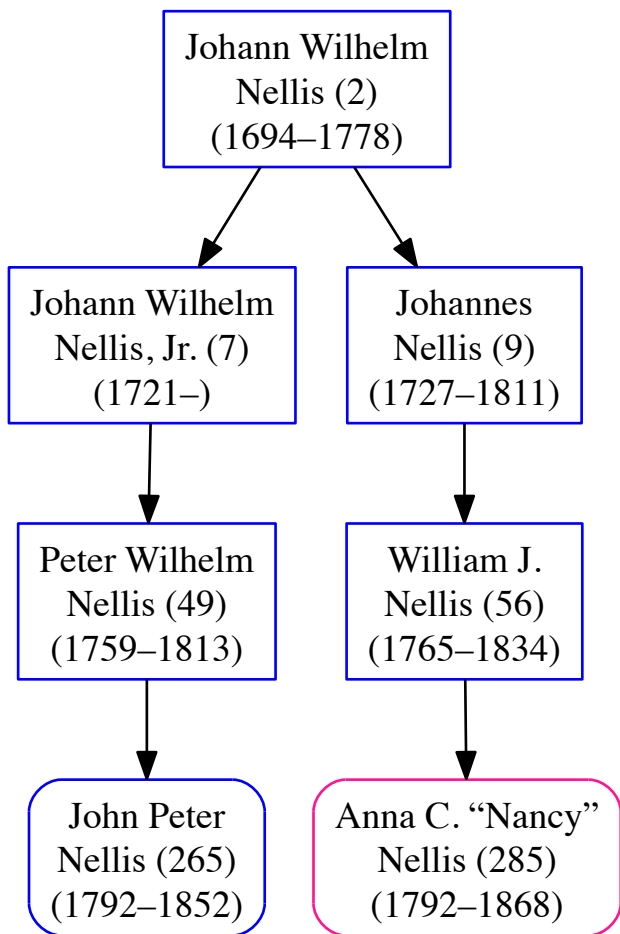 Johann Wilhelm
Nellis (2)
(1694–1778)
Johann Wilhelm
Nellis, Jr. (7)
(1721–)
Johannes
Nellis (9)
(1727–1811)
Peter Wilhelm
Nellis (49)
(1759–1813)
William J.
Nellis (56)
(1765–1834)
John Peter
Nellis (265)
(1792–1852)
Anna C. “Nancy”
Nellis (285)
(1792–1868)